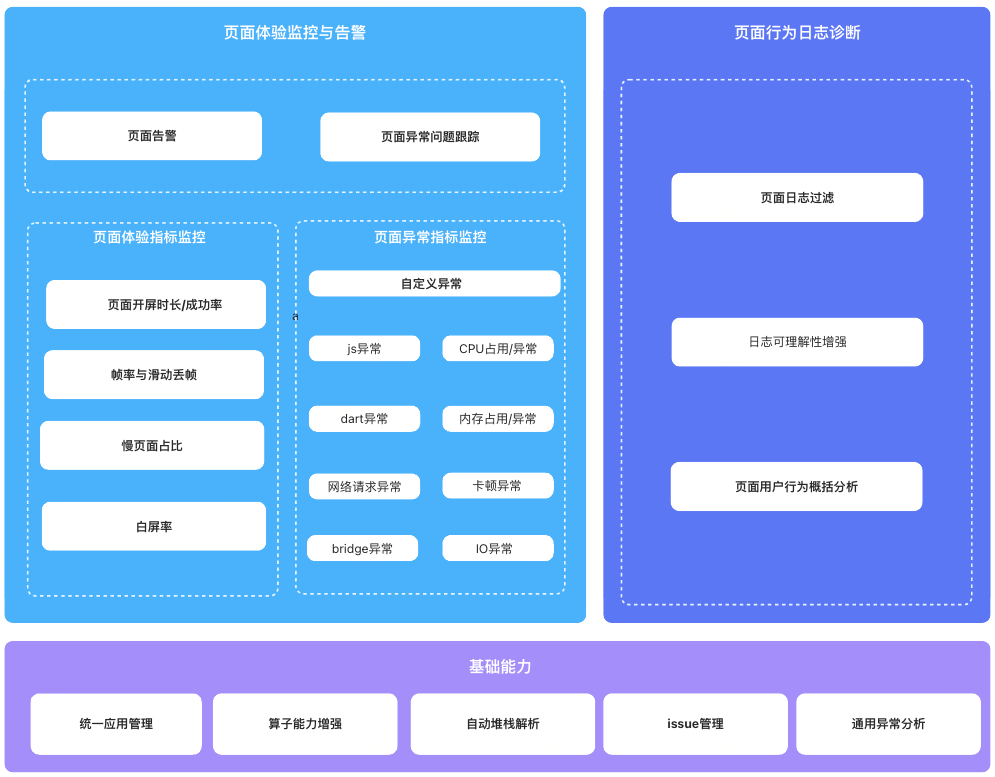 页面体验监控与告警
页面告警
页面异常问题跟踪
页面体验指标监控
页面开屏时长/成功率
帧率与滑动丢帧
慢页面占比
白屏率
a
页面异常指标监控
自定义异常
js异常
CPU占用/异常
dart异常
内存占用/异常
网络请求异常
卡顿异常
bridge异常
IO异常
页面行为日志诊断
页面日志过滤
日志可理解性增强
页面用户行为概括分析
基础能力
统一应用管理
算子能力增强
自动堆栈解析
issue管理
通用异常分析